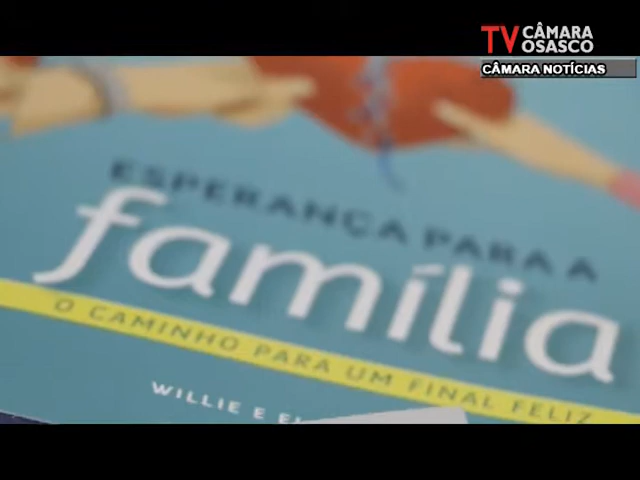 TV CÂMARA
OSASCO
CÂMARA NOTÍCIAS
ESPERANÇA PARA A
família
O CAMINHO PARA UM FINAL FELIZ
WILLIE E